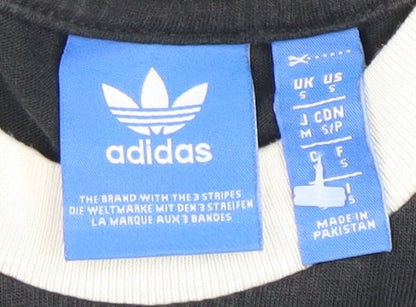 adidas
THE BRAND WITH THE 3 STRIPES
DIE WELTMARKE MIT DEN 3 STREIFEN
LA MARQUE AUX 3 BANDES
UK US
S S
J CDN
M S/P
F
S
I
S
MADE IN
PAKISTAN